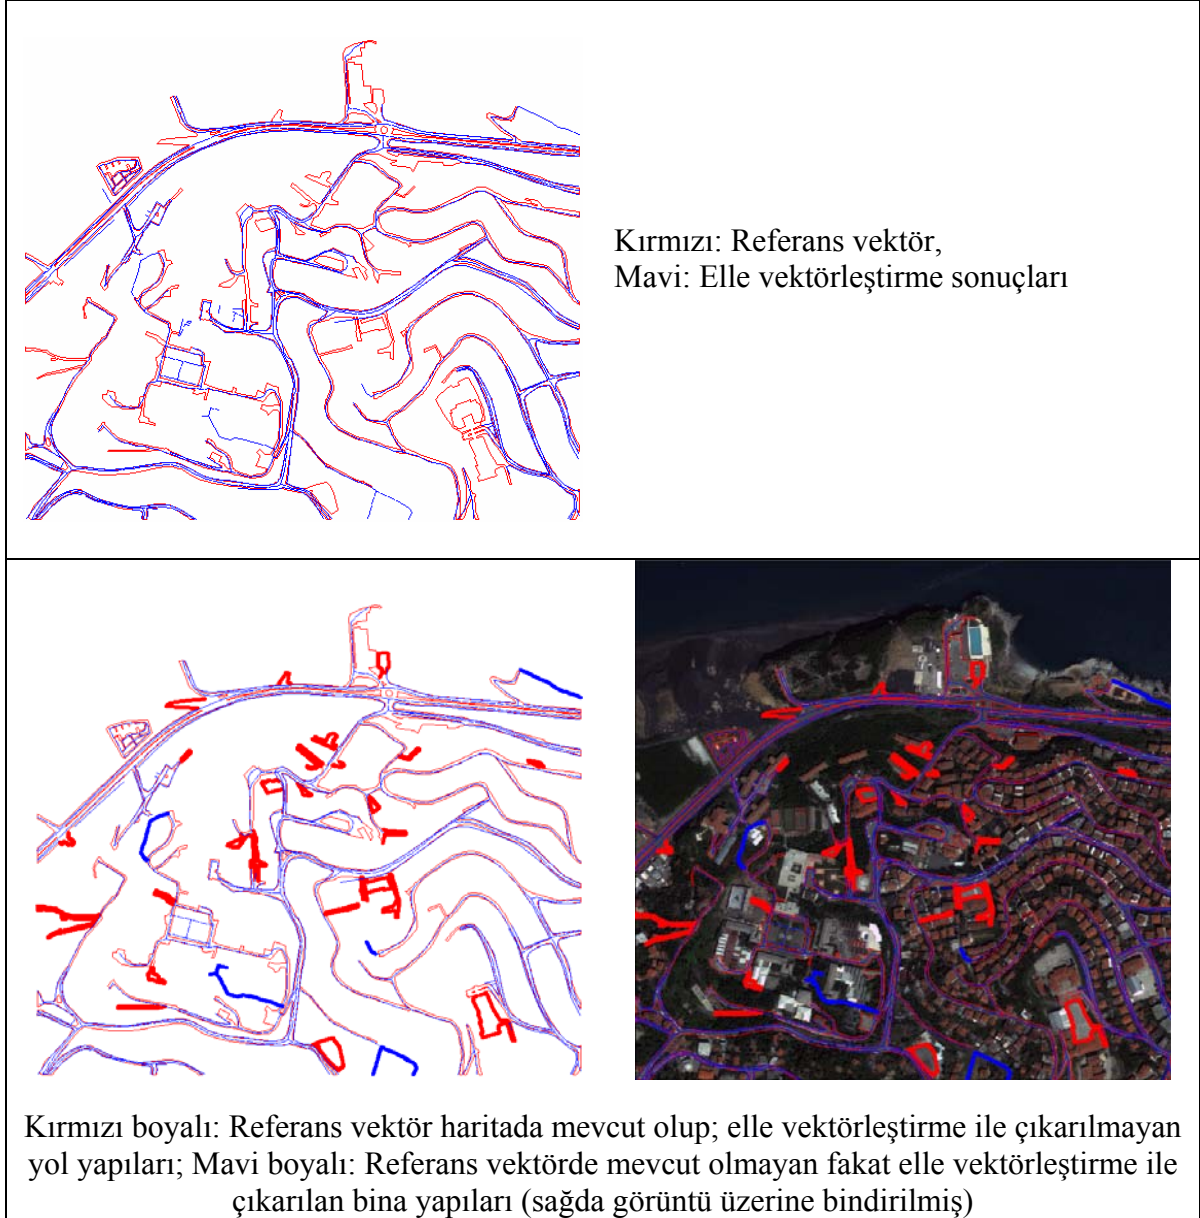 Kırmızı: Referans vektör,
Mavi: Elle vektörleştirme sonuçları
Kırmızı boyalı: Referans vektör haritada mevcut olup; elle vektörleştirme ile çıkarılmayan
yol yapıları; Mavi boyalı: Referans vektörde mevcut olmayan fakat elle vektörleştirme ile
çıkarılan bina yapıları (sağda görüntü üzerine bindirilmiş)